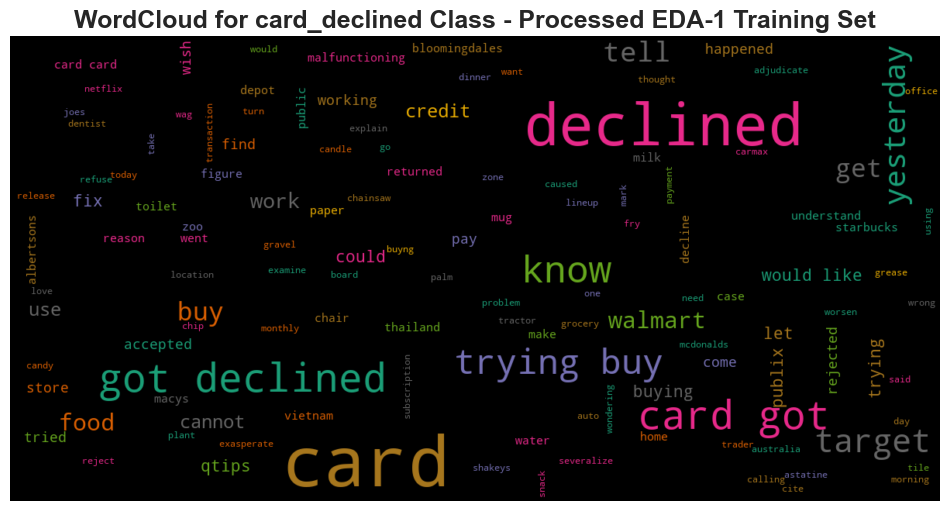 WordCloud for card_declined Class - Processed EDA-1 Training Set
card card
wish
would
malfunctioning
bloomingdales
tell
happened
yesterday
netflix
depot
public
working
dinner
want
thought
adjudicate
office
joes
dentist
wag
transaction
turn
credit
declined
take
find
explain
candle
go
milk
carmax
get
release
refuse
today
figure
returned
zone
caused
mark
payment
fix
toilet
work
paper
chainsaw
lineup
albertsons
zoo
mug
fry
understand
starbucks
using
reason
went
gravel
could
buyng
pay
decline
location
examine
board
palm
know
would like
grease
love
use
buy
chip
monthly
chair
thailand
problem
one
need
case
worsen
wrong
tractor
grocery
make
walmart
mcdonalds
let
accepted
candy
store
got declined
macys
subscription
trying buy
come
buying
publix
rejected
trying
said
food
cannot
vietnam
auto
wondering
card got
day
tried
plant
exasperate
card
water
home
trader
target
australia
reject
qtips
shakeys
snack
severalize
calling
astatine
cite
tile
morning